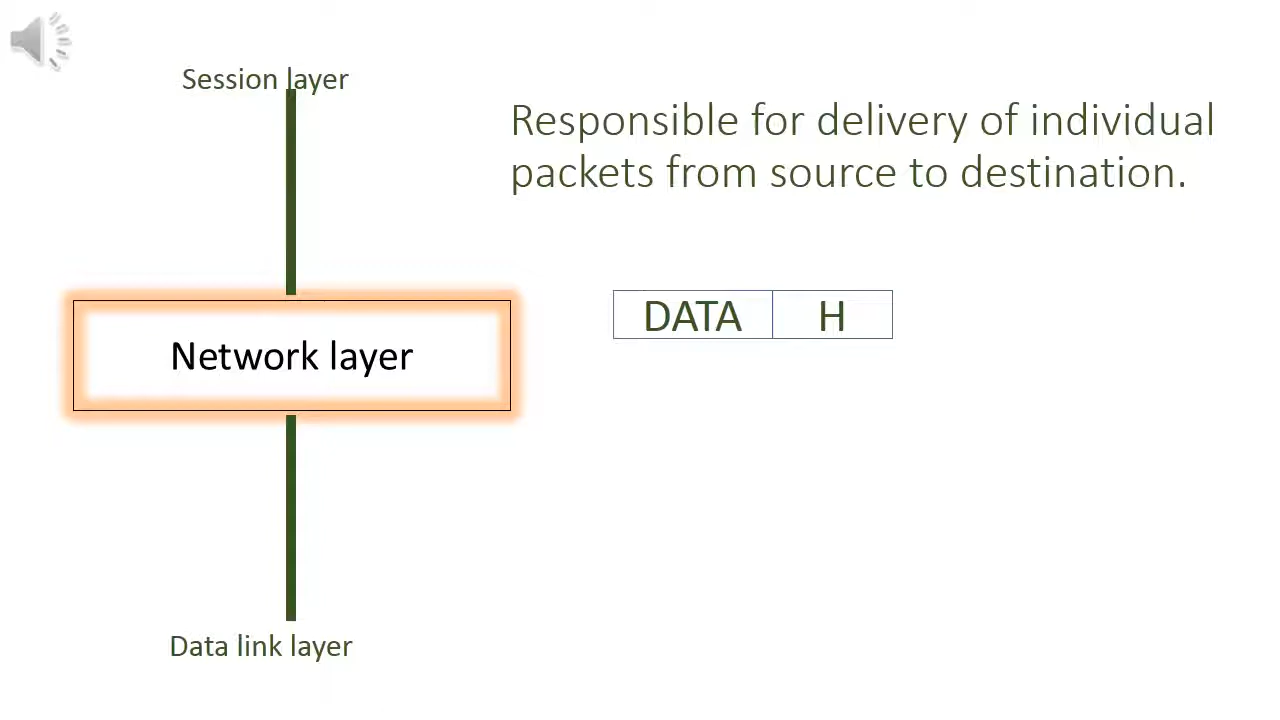 Session layer
Responsible for delivery of individual
packets from source to destination.
DATA H
Network layer
Data link layer